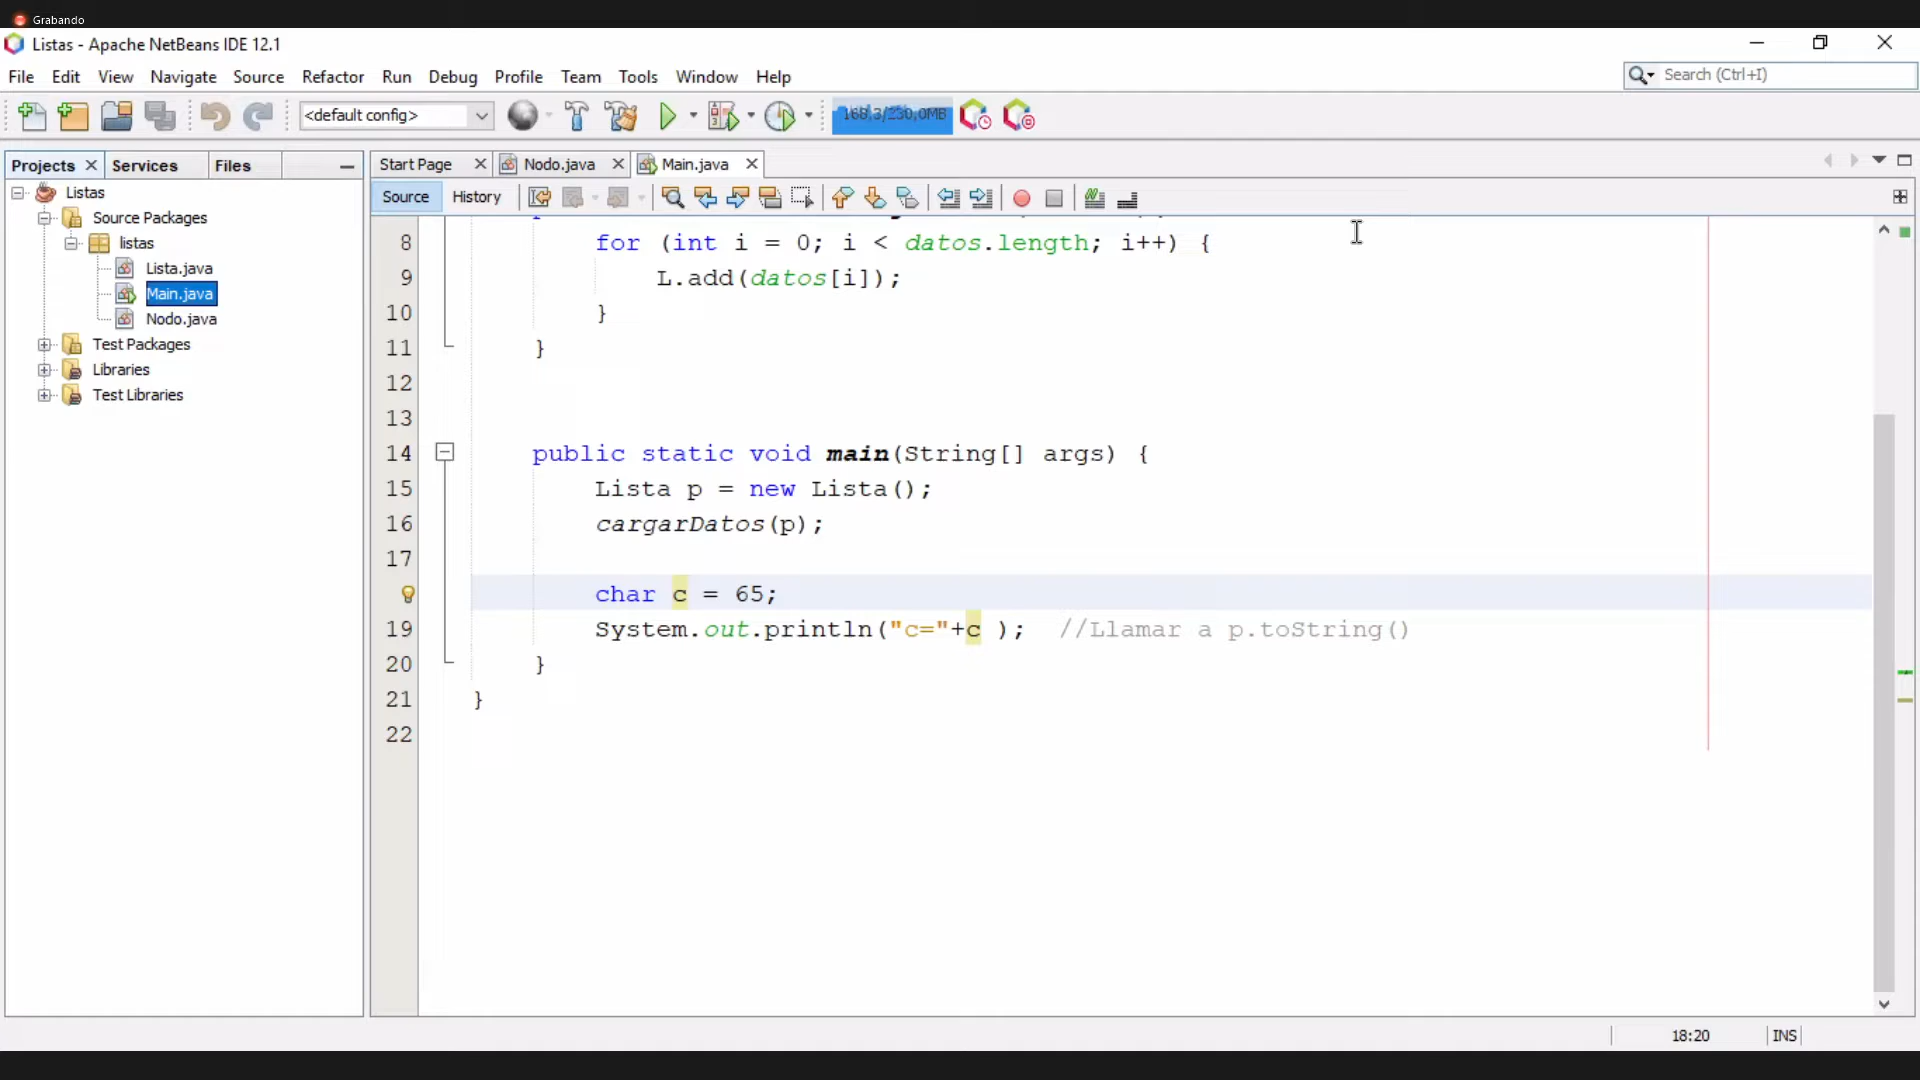 Grabando
Listas - Apache NetBeans IDE 12.1
File Edit View Navigate Source Refactor Run Debug Profile Team Tools Window Help
Search (Ctrl+I)
<default config>
168,3/230,0MB
Projects Services Files
Start Page Nodo.java Main.java
Source History
Listas
Source Packages
listas
Lista.java
Main.java
Nodo.java
Test Packages
Libraries
Test Libraries
8 for (int i = 0; i < datos.length; i++) {
9 L.add(datos[i]);
10 }
11 }
12
13
14 public static void main(String[] args) {
15 Lista p = new Lista();
16 cargarDatos(p);
17
char c = 65;
19 System.out.println("c="+c ); //Llamar a p.toString()
20 }
21 }
22
18:20 INS